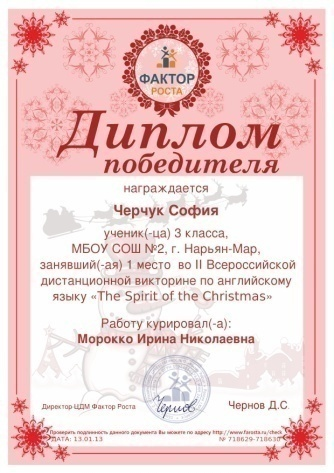 ФАКТОР
РОСТА
Диплом
победителя
награждается
Черчук София
ученик(-ца) 3 класса,
МБОУ СОШ №2, г. Нарьян-Мар,
занявший(-ая) 1 место во II Всероссийской
дистанционной викторине по английскому
языку «The Spirit of the Christmas»
Работу курировал(-а):
Морокко Ирина Николаевна
Директор ЦДМ Фактор Роста
Чернов Д.С.
Проверить подлинность данного документа Вы можете по адресу http://www.farosta.ru/check
ДАТА: 13.01.13
№ 718629-718630